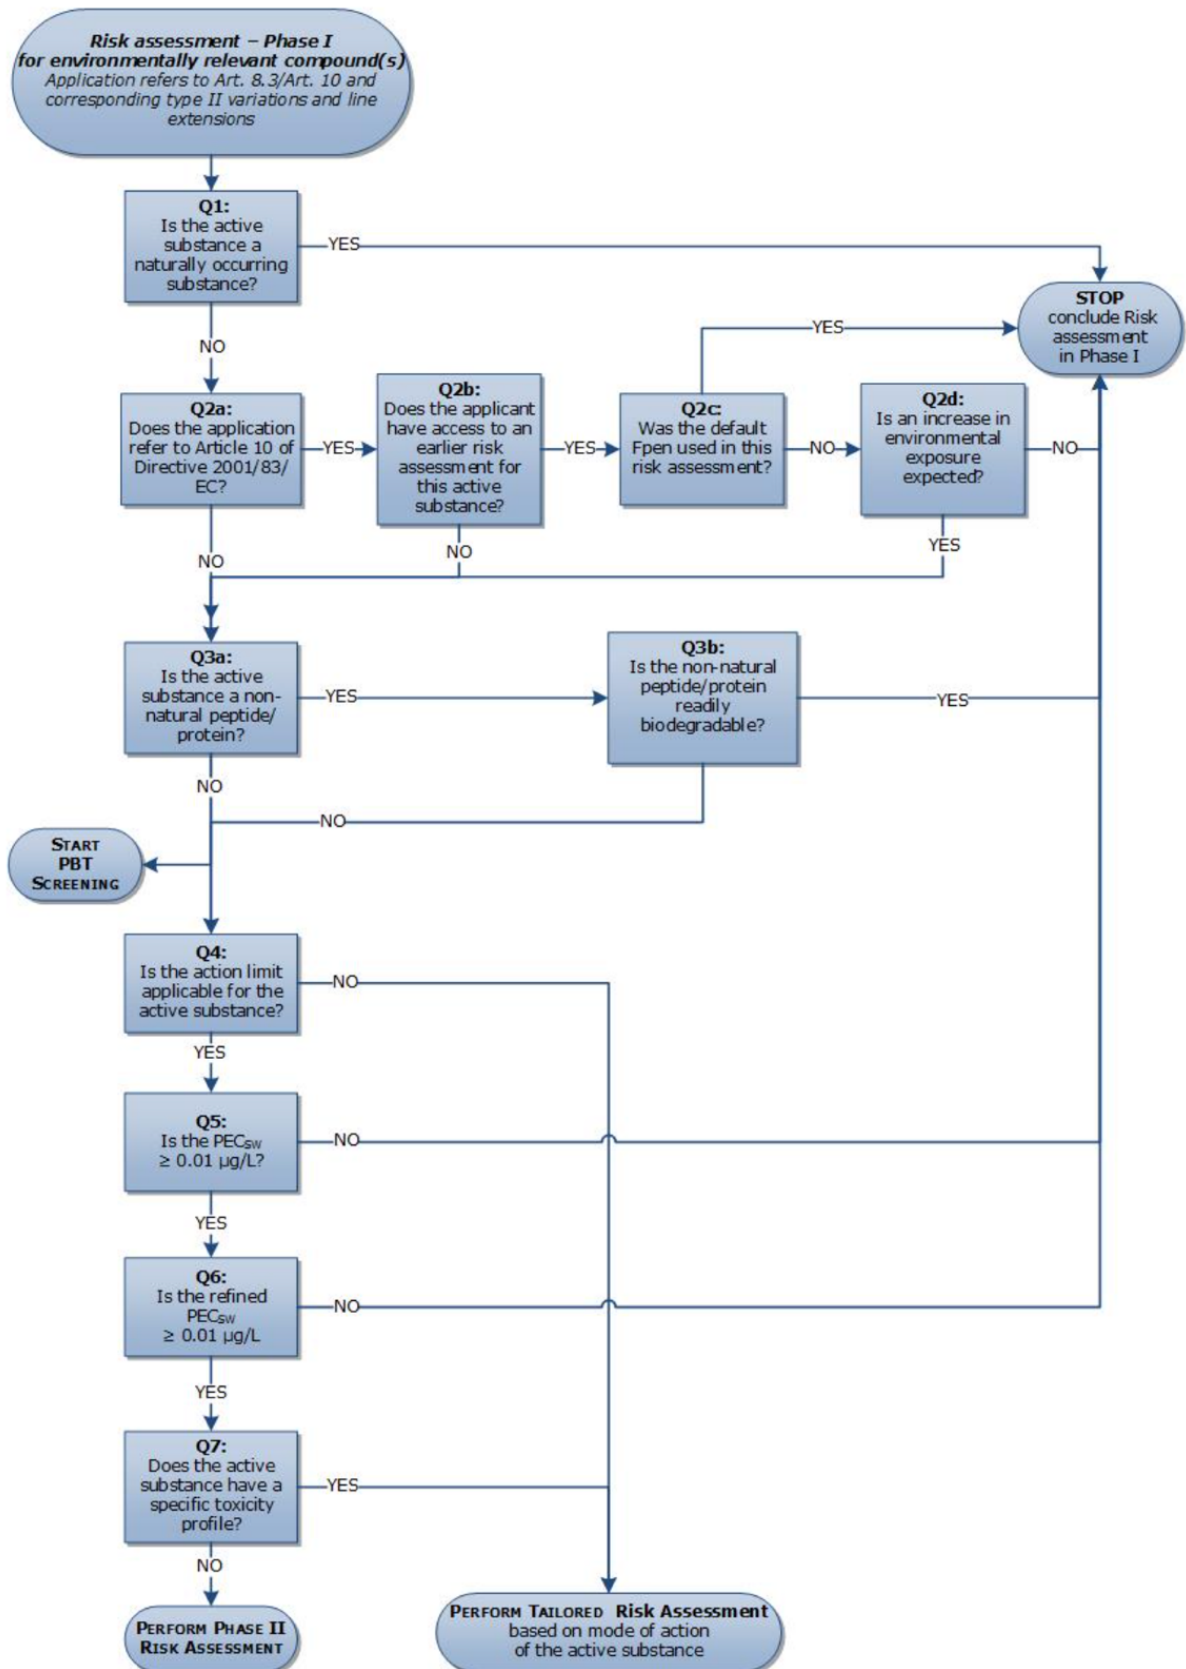 Risk assessment – Phase I
for environmentally relevant compound(s)
Application refers to Art. 8.3/Art. 10 and
corresponding type II variations and line
extensions
Q1:
Is the active
substance a
naturally occurring
substance?
YES
STOP
conclude Risk
assessment
in Phase I
NO
YES
Q2a:
Does the application
refer to Article 10 of
Directive 2001/83/
EC?
YES
Q2b:
Does the applicant
have access to an
earlier risk
assessment for
this active
substance?
YES
Q2c:
Was the default
Fpen used in this
risk assessment?
NO
Q2d:
Is an increase in
environmental
exposure
expected?
NO
NO
NO
YES
Q3a:
Is the active
substance a non-
natural peptide/
protein?
YES
Q3b:
Is the non-natural
peptide/protein
readily
biodegradable?
YES
NO
NO
START
PBT
SCREENING
Q4:
Is the action limit
applicable for the
active substance?
NO
YES
Q5:
Is the PECSW
≥ 0.01 µg/L?
NO
YES
Q6:
Is the refined
PECSW
≥ 0.01 µg/L
NO
YES
Q7:
Does the active
substance have a
specific toxicity
profile?
YES
NO
PERFORM PHASE II
RISK ASSESSMENT
PERFORM TAILORED Risk Assessment
based on mode of action
of the active substance